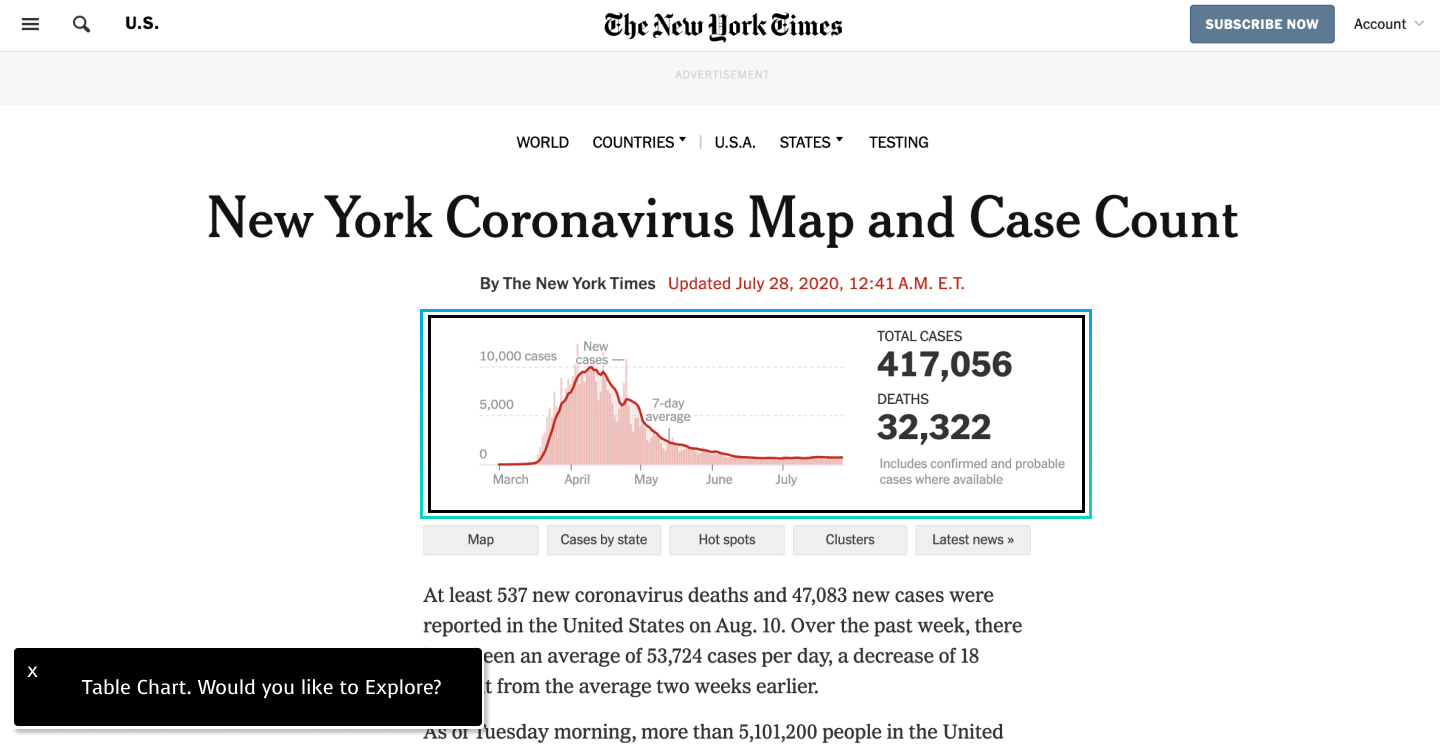 U.S.
The New York Times
SUBSCRIBE NOW
Account
ADVERTISEMENT
WORLD COUNTRIES | U.S.A. STATES TESTING
New York Coronavirus Map and Case Count
By The New York Times Updated July 28, 2020, 12:41 A.M. E.T.
10,000 cases
5,000
0
New
cases
7-day
average
March April May June July
TOTAL CASES
417,056
DEATHS
32,322
Includes confirmed and probable
cases where available
Map Cases by state Hot spots Clusters Latest news »
At least 537 new coronavirus deaths and 47,083 new cases were
reported in the United States on Aug. 10. Over the past week, there
an average of 53,724 cases per day, a decrease of 18
from the average two weeks earlier.
As of Tuesday morning, more than 5,101,200 people in the United
x
Table Chart. Would you like to Explore?